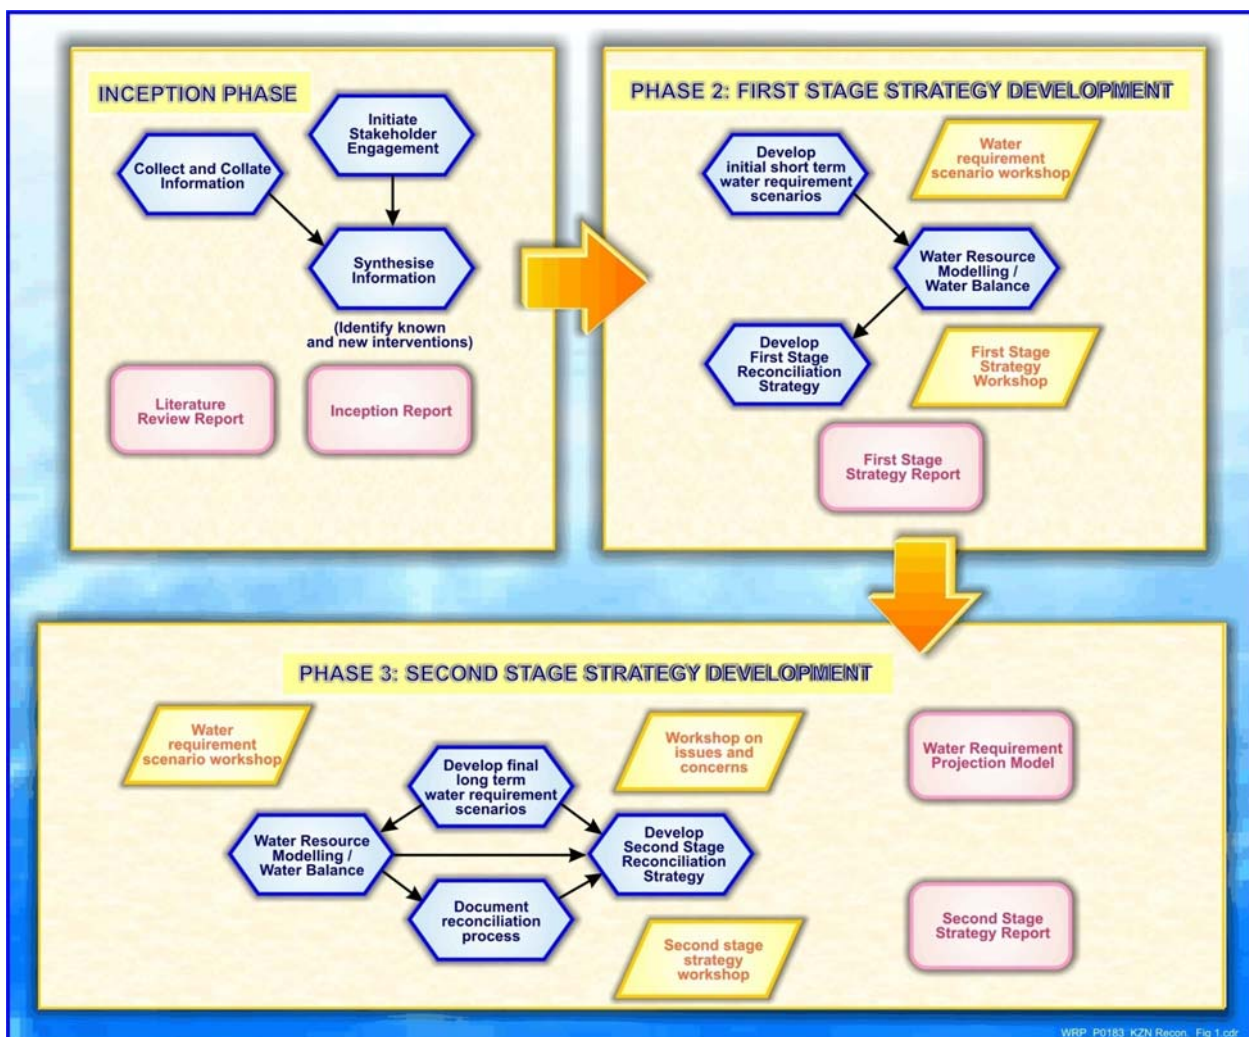 INCEPTION PHASE
Initiate
Stakeholder
Engagement
Collect and Collate
Information
Synthesise
Information
(Identify known
and new interventions)
Literature
Review Report
Inception Report
PHASE 2: FIRST STAGE STRATEGY DEVELOPMENT
Develop
initial short term
water requirement
scenarios
Water
requirement
scenario workshop
Water Resource
Modelling /
Water Balance
Develop
First Stage
Reconciliation
Strategy
First Stage
Strategy
Workshop
First Stage
Strategy Report
PHASE 3: SECOND STAGE STRATEGY DEVELOPMENT
Water
requirement
scenario workshop
Develop final
long term
water requirement
scenarios
Workshop on
issues and
concerns
Water Requirement
Projection Model
Water Resource
Modelling /
Water Balance
Develop
Second Stage
Reconciliation
Strategy
Document
reconciliation
process
Second stage
strategy
workshop
Second Stage
Strategy Report
WRP_P0183_KZN Recon_Fig 1.cdr